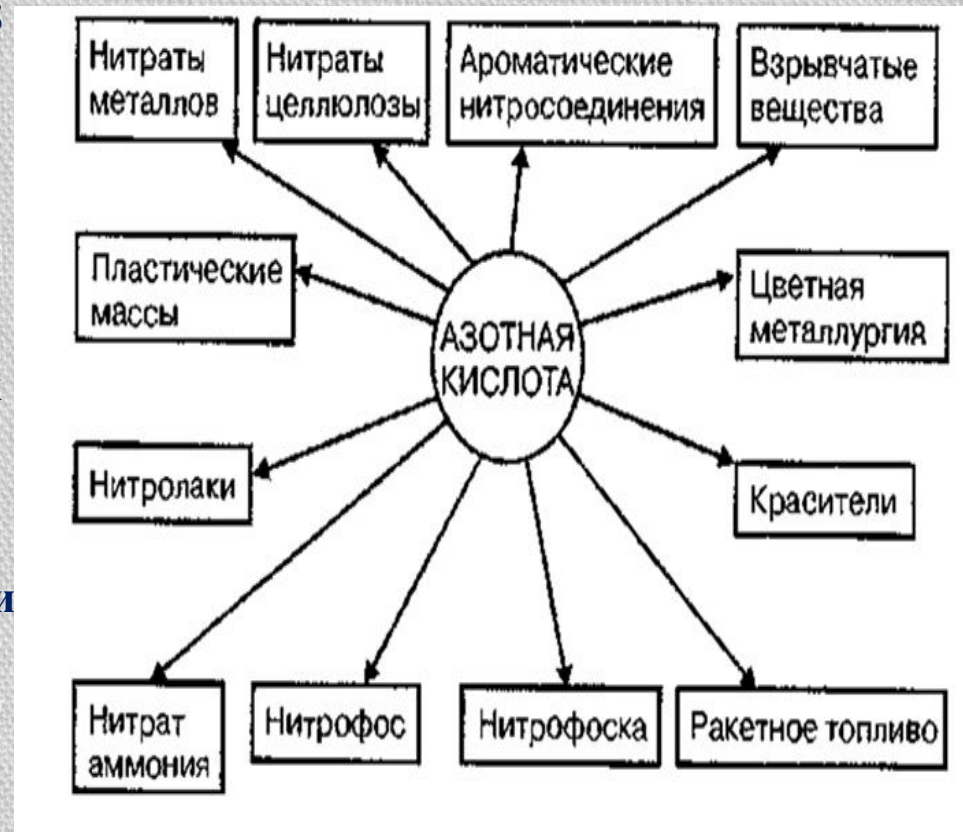 Нитраты
металлов
Нитраты
целлюлозы
Ароматические
нитросоединения
Взрывчатые
вещества
Пластические
массы
АЗОТНАЯ
КИСЛОТА
Цветная
металлургия
Нитролаки
Красители
и
Нитрат
аммония
Нитрофос
Нитрофоска
Ракетное топливо